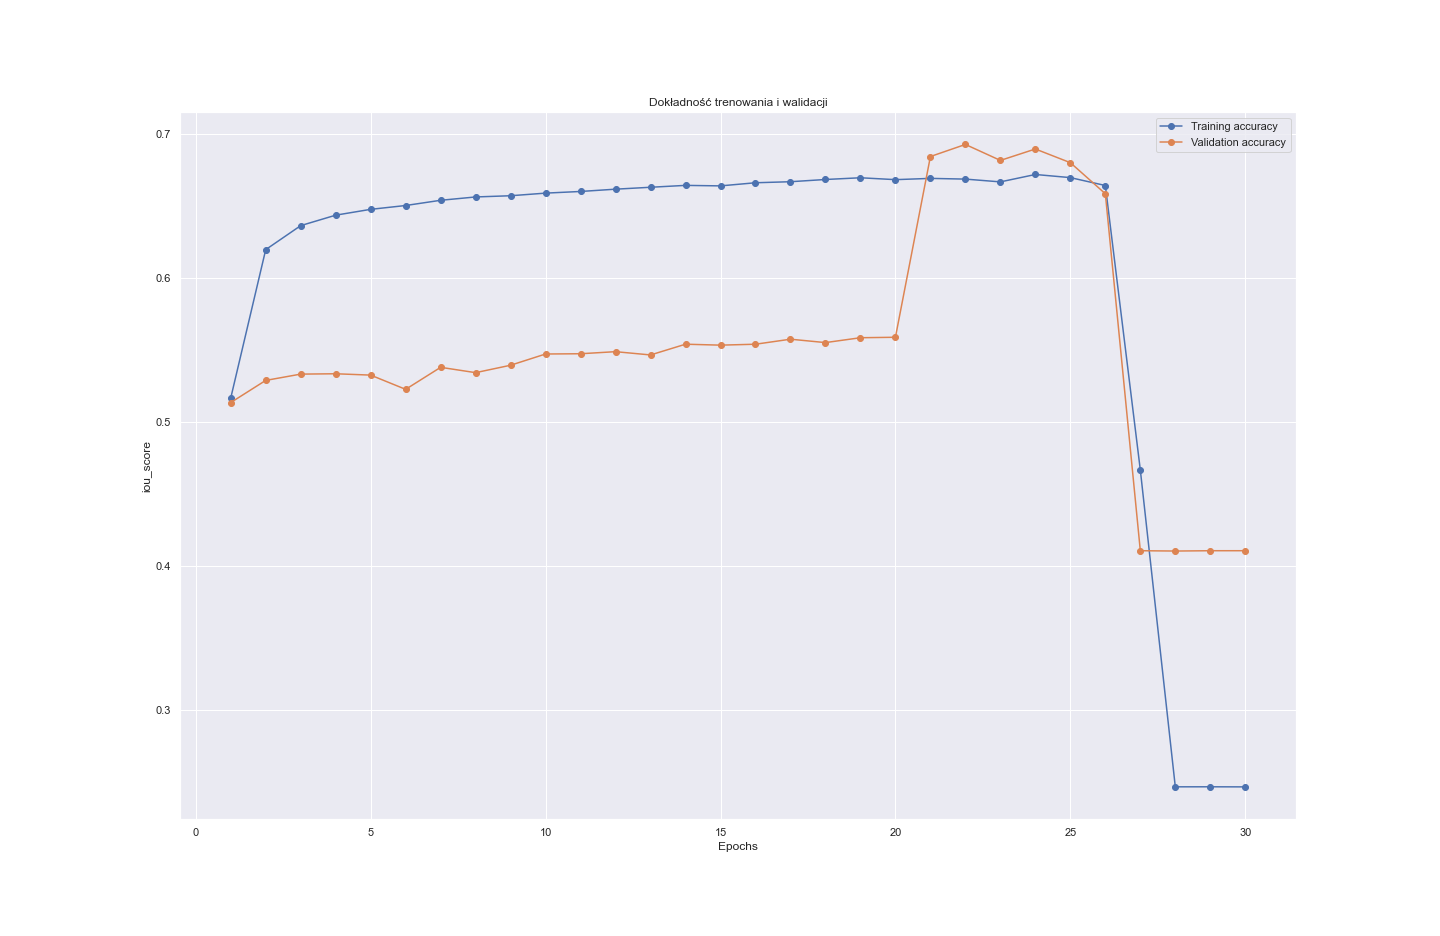 Dokładność trenowania i walidacji
Training accuracy
Validation accuracy
0.7
0.6
0.5
0.4
0.3
iou_score
0 5 10 15 20 25 30
Epochs